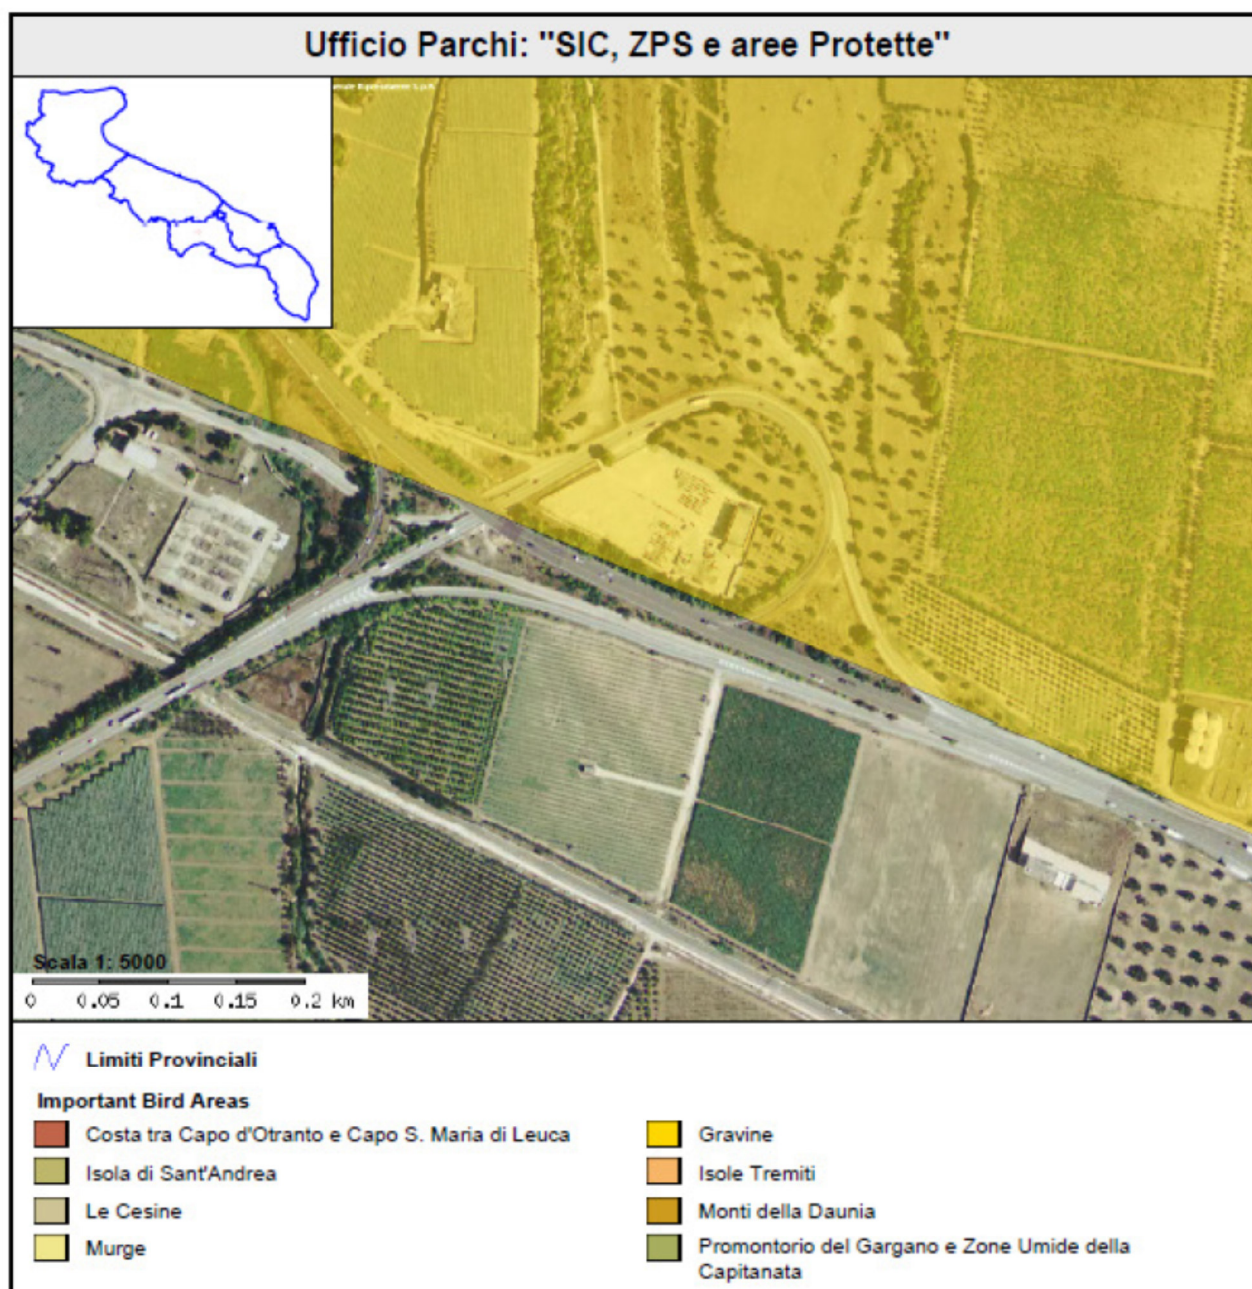 Ufficio Parchi: "SIC, ZPS e aree Protette"
Scala 1: 5000
0 0.05 0.1 0.15 0.2 km
Limiti Provinciali
Important Bird Areas
Costa tra Capo d'Otranto e Capo S. Maria di Leuca
Isola di Sant'Andrea
Le Cesine
Murge
Gravine
Isole Tremiti
Monti della Daunia
Promontorio del Gargano e Zone Umide della
Capitanata